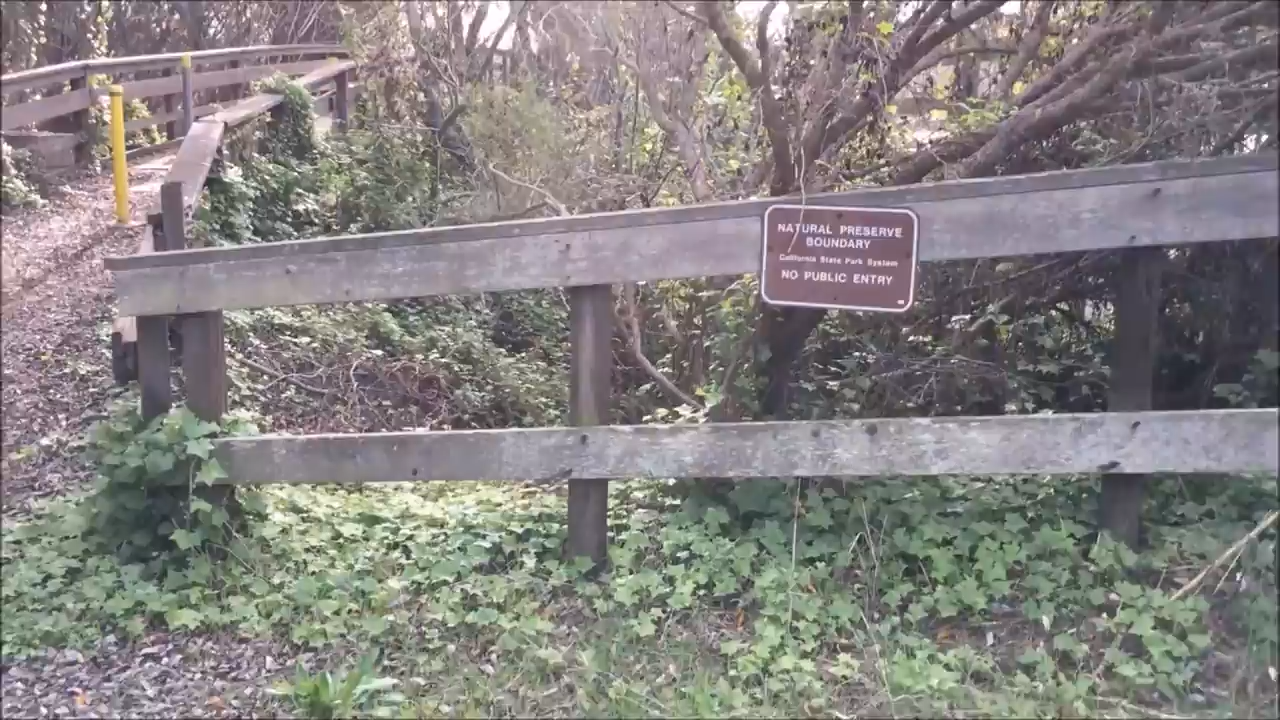 NATURAL PRESERVE
BOUNDARY
California State Park System
NO PUBLIC ENTRY